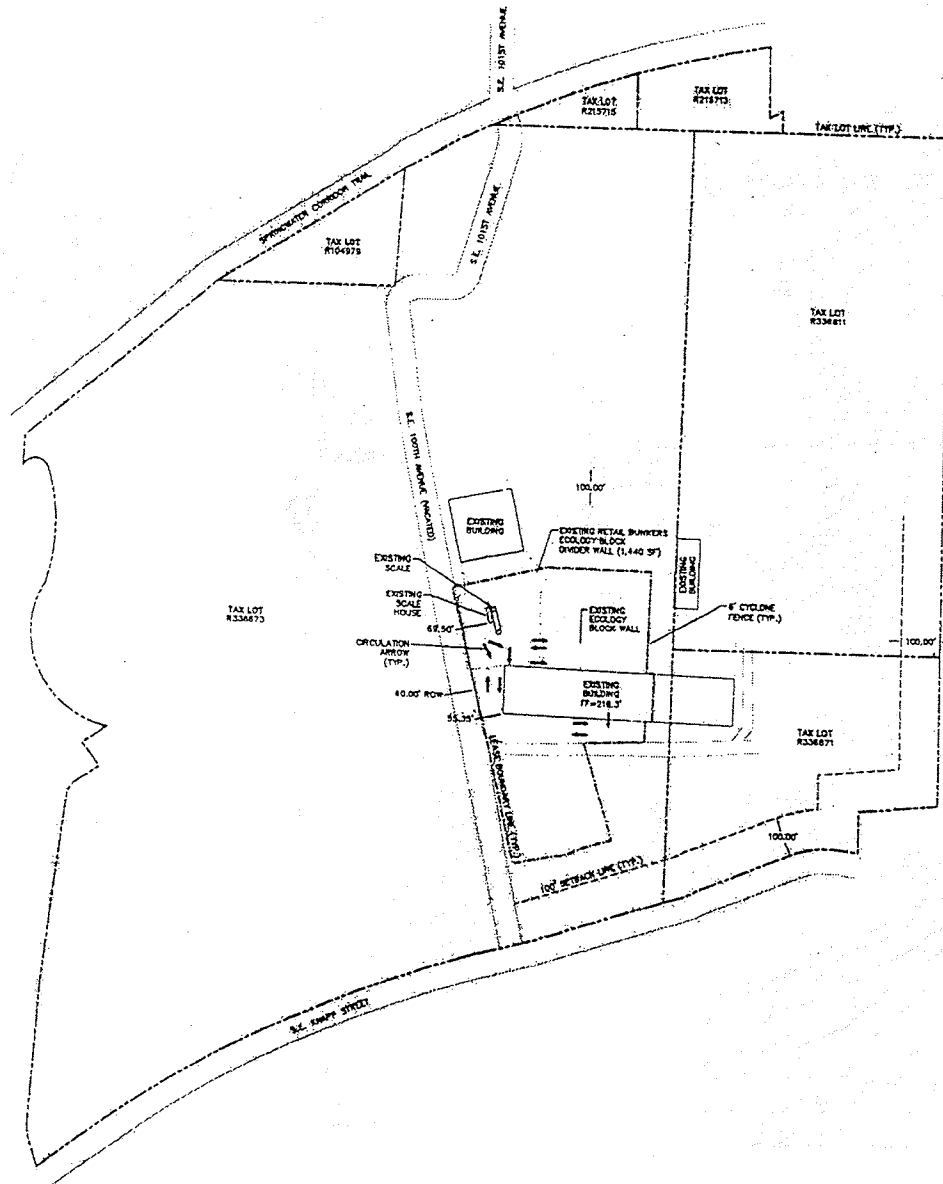 S.E. 101ST AVENUE
TAX LOT
R215715
TAX LOT
R215713
TAX LOT LINE (TYP.)
SPRINGWATER CORRIDOR TRAIL
S.E. 101ST AVENUE
TAX LOT
R104979
TAX LOT
R336811
S.E. 100TH AVENUE (VACATED)
100.00'
EXISTING
BUILDING
EXISTING RETAIL BUNKERS
ECOLOGY BLOCK
DIVIDER WALL (1,440 SF)
EXISTING
SCALE
EXISTING
BUILDING
EXISTING
SCALE
HOUSE
TAX LOT
R336673
69.50'
EXISTING
ECOLOGY
BLOCK WALL
6' CYCLONE
FENCE (TYP.)
CIRCULATION
ARROW
(TYP.)
100.00'
40.00' ROW
EXISTING
BUILDING
FF=216.3'
55.35'
TAX LOT
R336671
LEASE BOUNDARY LINE (TYP.)
100.00'
100' SETBACK LINE (TYP.)
S.E. KNAPP STREET